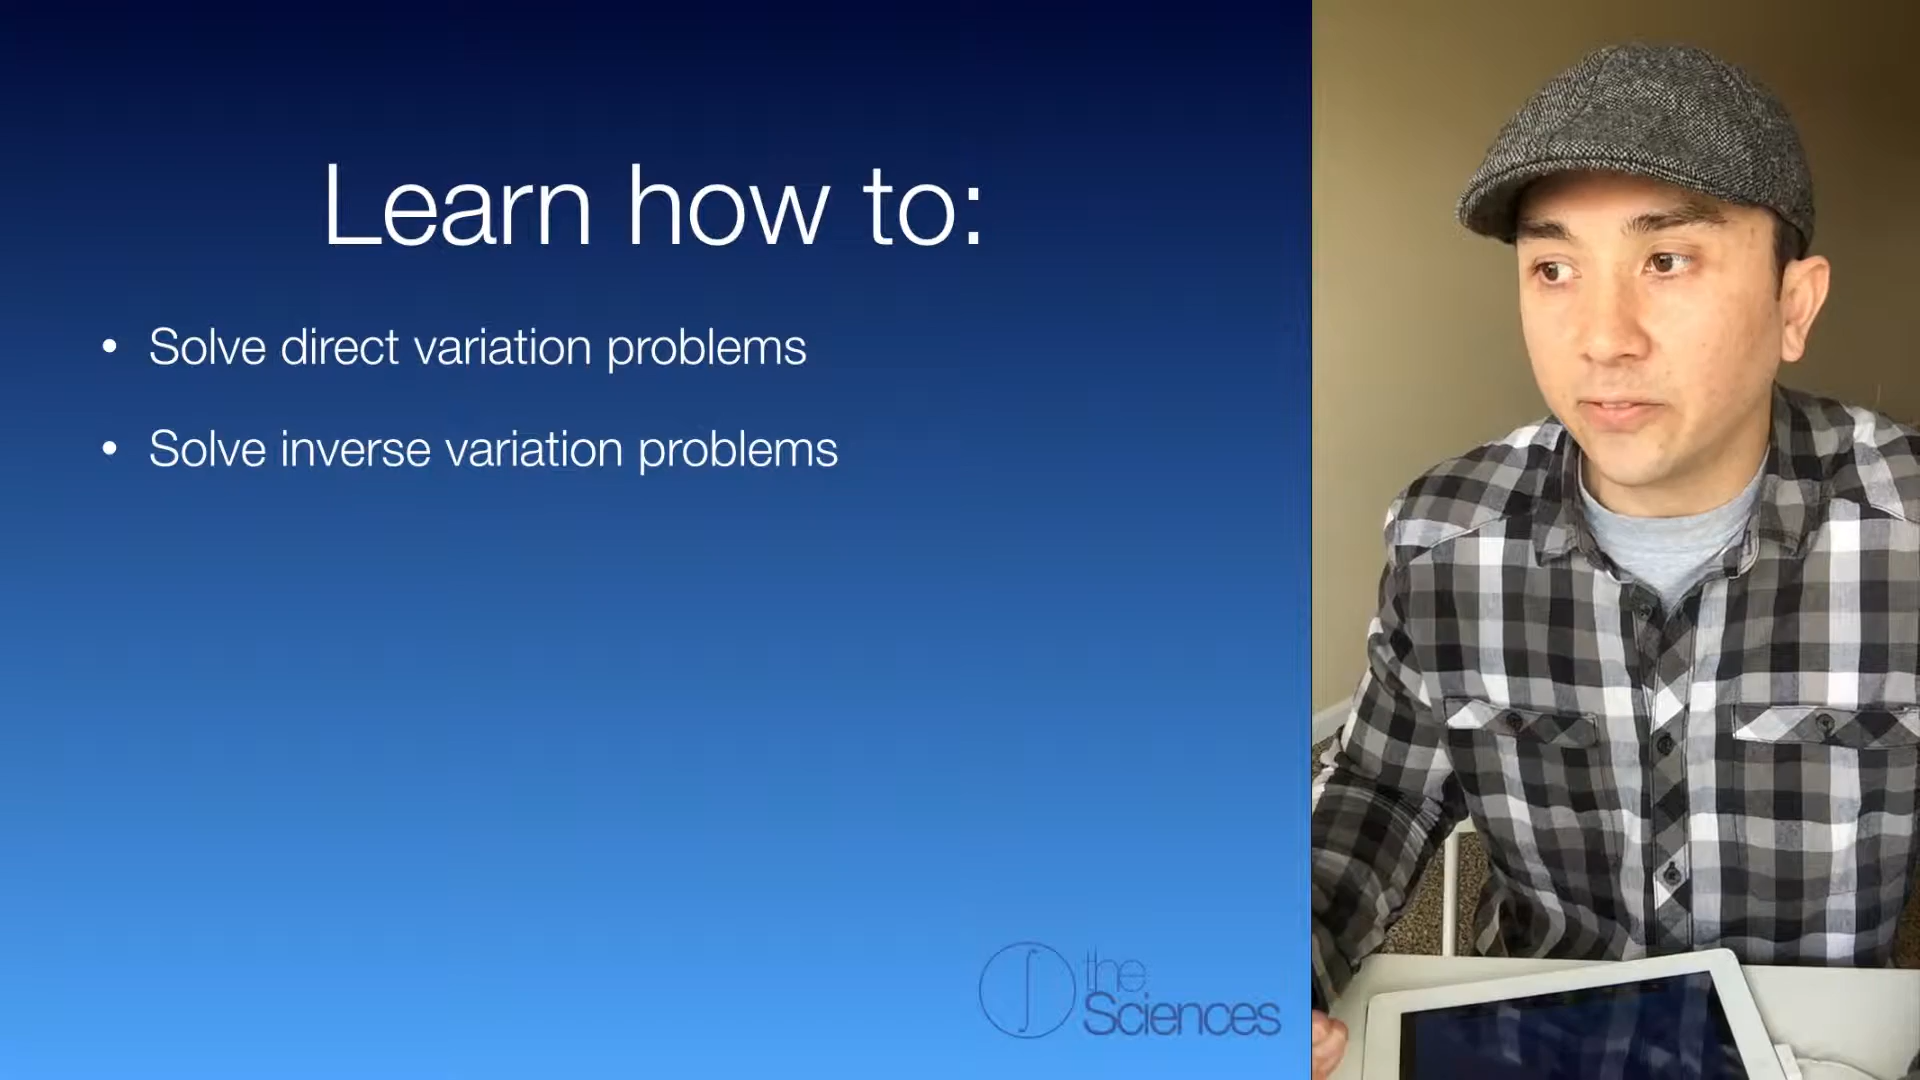 Learn how to:
• Solve direct variation problems
• Solve inverse variation problems
∫ the
Sciences